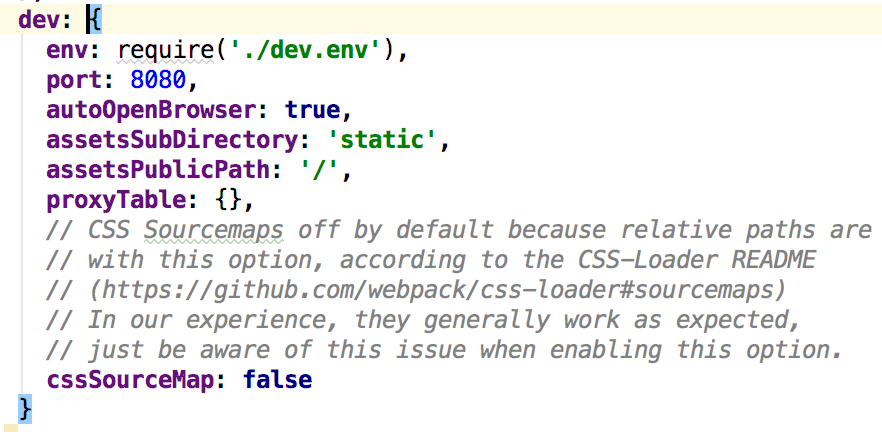 dev: {
env: require('./dev.env'),
port: 8080,
autoOpenBrowser: true,
assetsSubDirectory: 'static',
assetsPublicPath: '/',
proxyTable: {},
// CSS Sourcemaps off by default because relative paths are
// with this option, according to the CSS-Loader README
// (https://github.com/webpack/css-loader#sourcemaps)
// In our experience, they generally work as expected,
// just be aware of this issue when enabling this option.
cssSourceMap: false
}